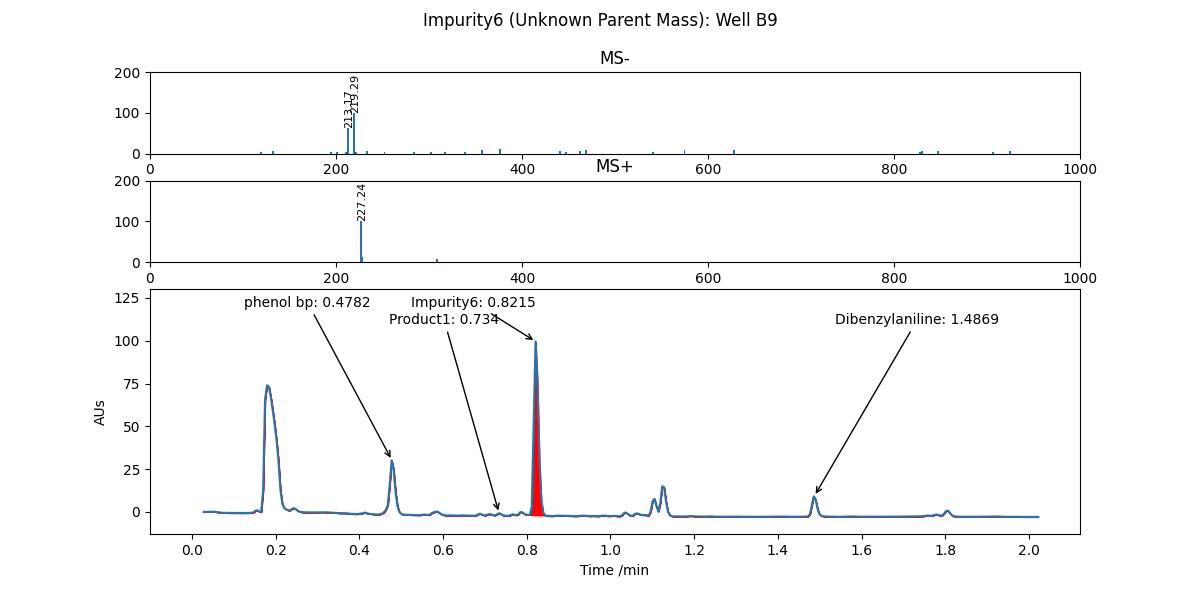 Impurity6 (Unknown Parent Mass): Well B9
MS-
200
100
0
213.17
219.29
0 200 400 600 800 1000
MS+
200
100
0
227.24
0 200 400 600 800 1000
125
100
75
50
25
0
AUs
phenol bp: 0.4782
Impurity6: 0.8215
Product1: 0.734
Dibenzylaniline: 1.4869
0.0 0.2 0.4 0.6 0.8 1.0 1.2 1.4 1.6 1.8 2.0
Time /min